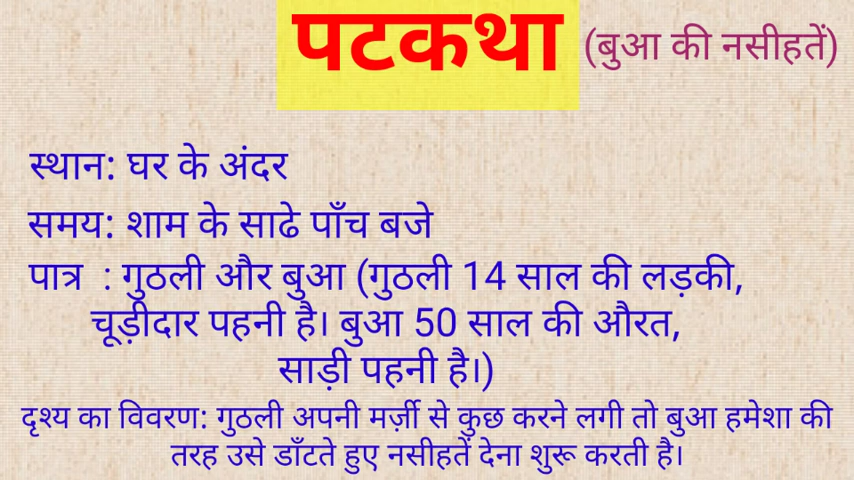 पटकथा (बुआ की नसीहतें)
स्थान: घर के अंदर
समय: शाम के साढे पाँच बजे
पात्र : गुठली और बुआ (गुठली 14 साल की लड़की,
चूड़ीदार पहनी है। बुआ 50 साल की औरत,
साड़ी पहनी है।)
दृश्य का विवरण: गुठली अपनी मर्ज़ी से कुछ करने लगी तो बुआ हमेशा की
तरह उसे डाँटते हुए नसीहतें देना शुरू करती है।